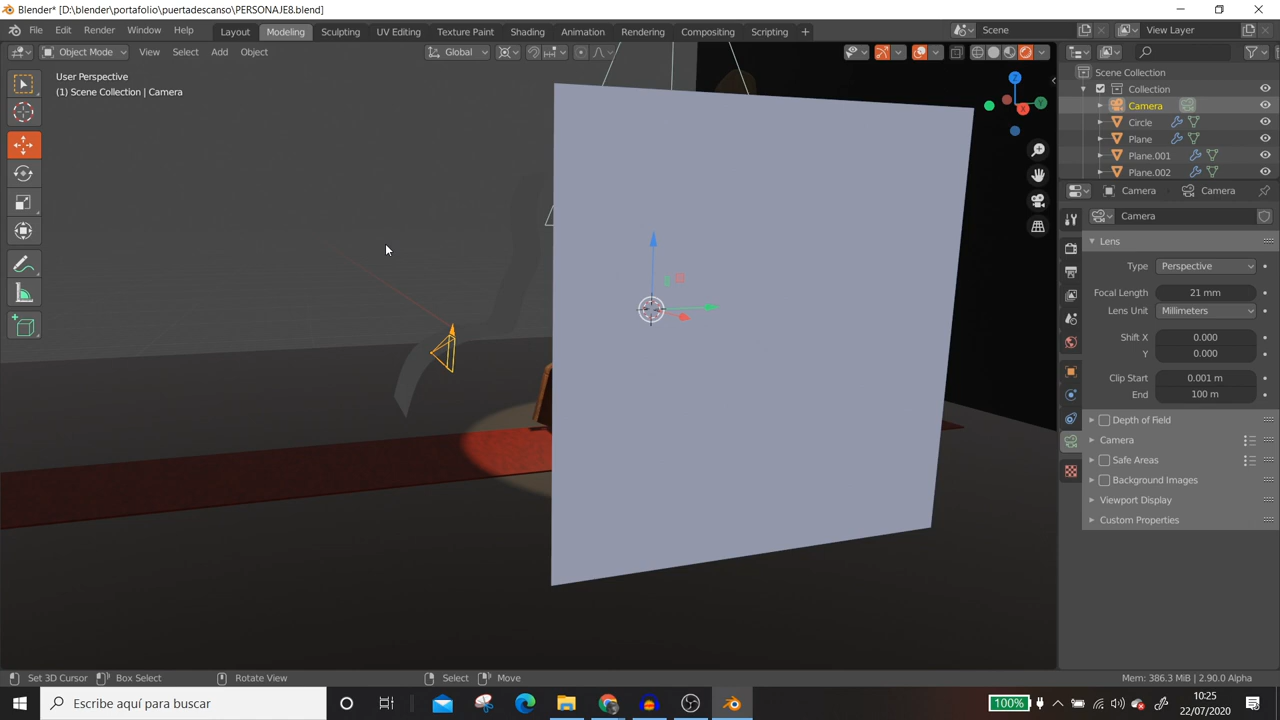 Blender* [D:\blender\portafolio\puertadescanso\PERSONAJE8.blend]
File Edit Render Window Help Layout Modeling Sculpting UV Editing Texture Paint Shading Animation Rendering Compositing Scripting Scene View Layer
Object Mode View Select Add Object Global
User Perspective
(1) Scene Collection | Camera
Z
Y
X
Scene Collection
Collection
Camera
Circle
Plane
Plane.001
Plane.002
Camera Camera
Camera
Lens
Type Perspective
Focal Length 21 mm
Lens Unit Millimeters
Shift X 0.000
Y 0.000
Clip Start 0.001 m
End 100 m
Depth of Field
Camera
Safe Areas
Background Images
Viewport Display
Custom Properties
Set 3D Cursor Box Select Rotate View Select Move Mem: 386.3 MiB | 2.90.0 Alpha
Escribe aquí para buscar 100% 10:25
22/07/2020